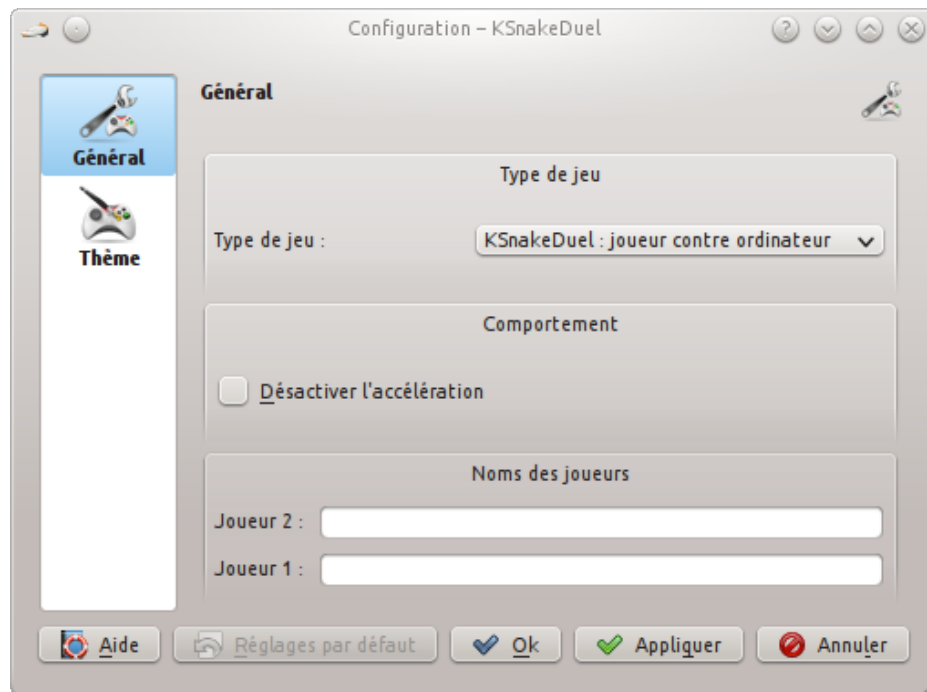 Configuration – KSnakeDuel
Général
Thème
Général
Type de jeu
Type de jeu : KSnakeDuel : joueur contre ordinateur
Comportement
Désactiver l'accélération
Noms des joueurs
Joueur 2 :
Joueur 1 :
Aide Réglages par défaut Ok Appliquer Annuler